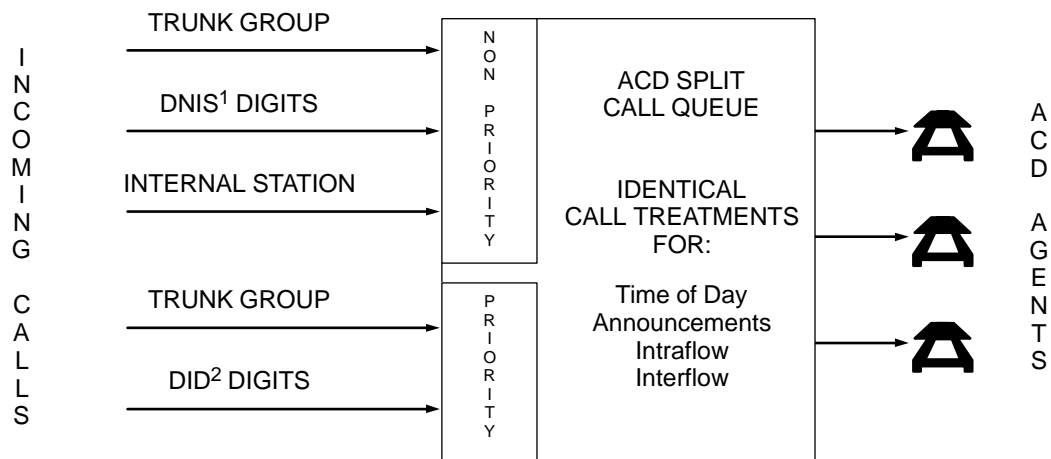 INCOMING CALLS
TRUNK GROUP
DNIS¹ DIGITS
INTERNAL STATION
TRUNK GROUP
DID² DIGITS
NON PRIORITY
PRIORITY
ACD SPLIT
CALL QUEUE
IDENTICAL
CALL TREATMENTS
FOR:
Time of Day
Announcements
Intraflow
Interflow
ACD AGENTS